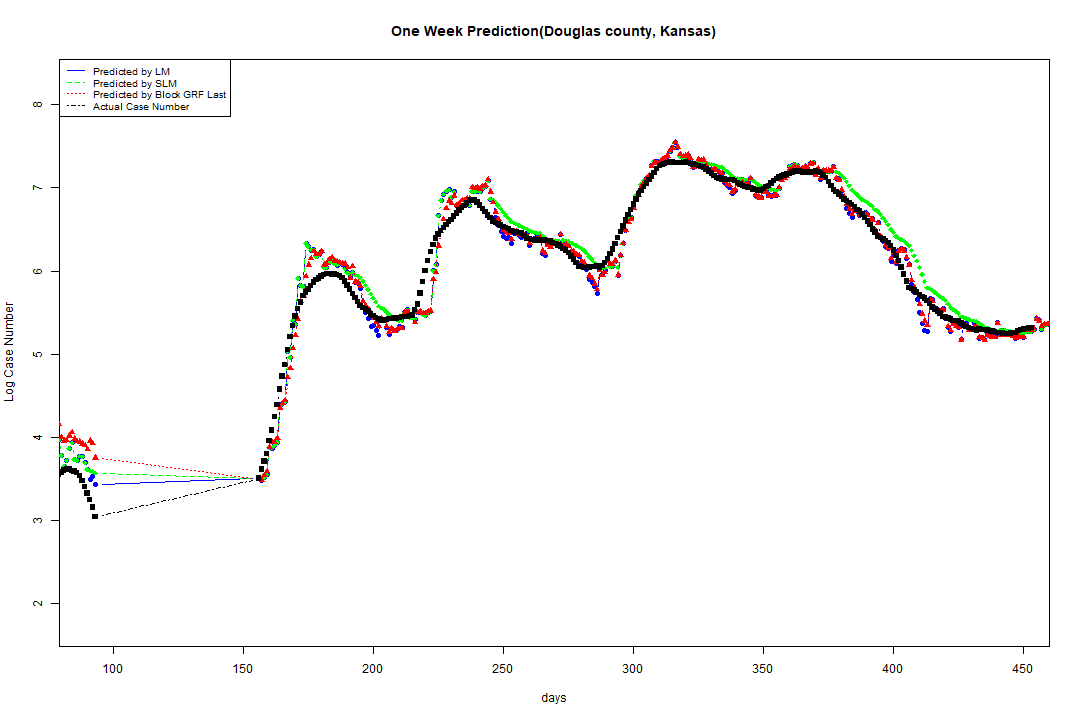 One Week Prediction(Douglas county, Kansas)
Predicted by LM
Predicted by SLM
Predicted by Block GRF Last
Actual Case Number
8
7
6
5
4
3
2
Log Case Number
100 150 200 250 300 350 400 450
days